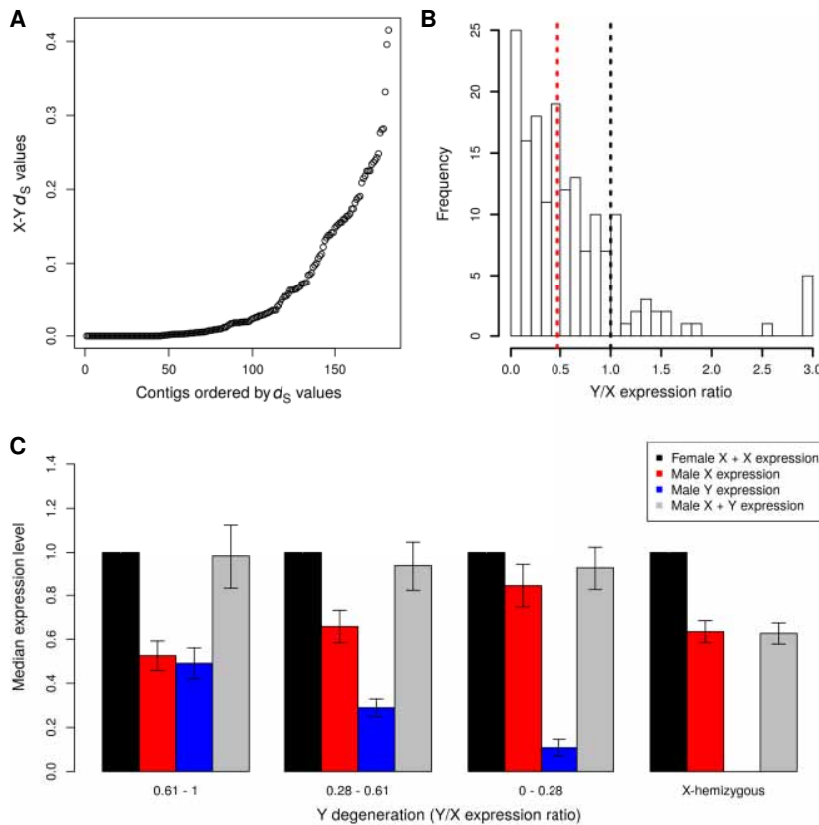 A
X-Y dS values
0.4
0.3
0.2
0.1
0.0
0 50 100 150
Contigs ordered by dS values
B
Frequency
25
20
15
10
5
0
0.0 0.5 1.0 1.5 2.0 2.5 3.0
Y/X expression ratio
C
Median expression level
1.4
1.2
1.0
0.8
0.6
0.4
0.2
0.0
Female X + X expression
Male X expression
Male Y expression
Male X + Y expression
0.61 - 1 0.28 - 0.61 0 - 0.28 X-hemizygous
Y degeneration (Y/X expression ratio)